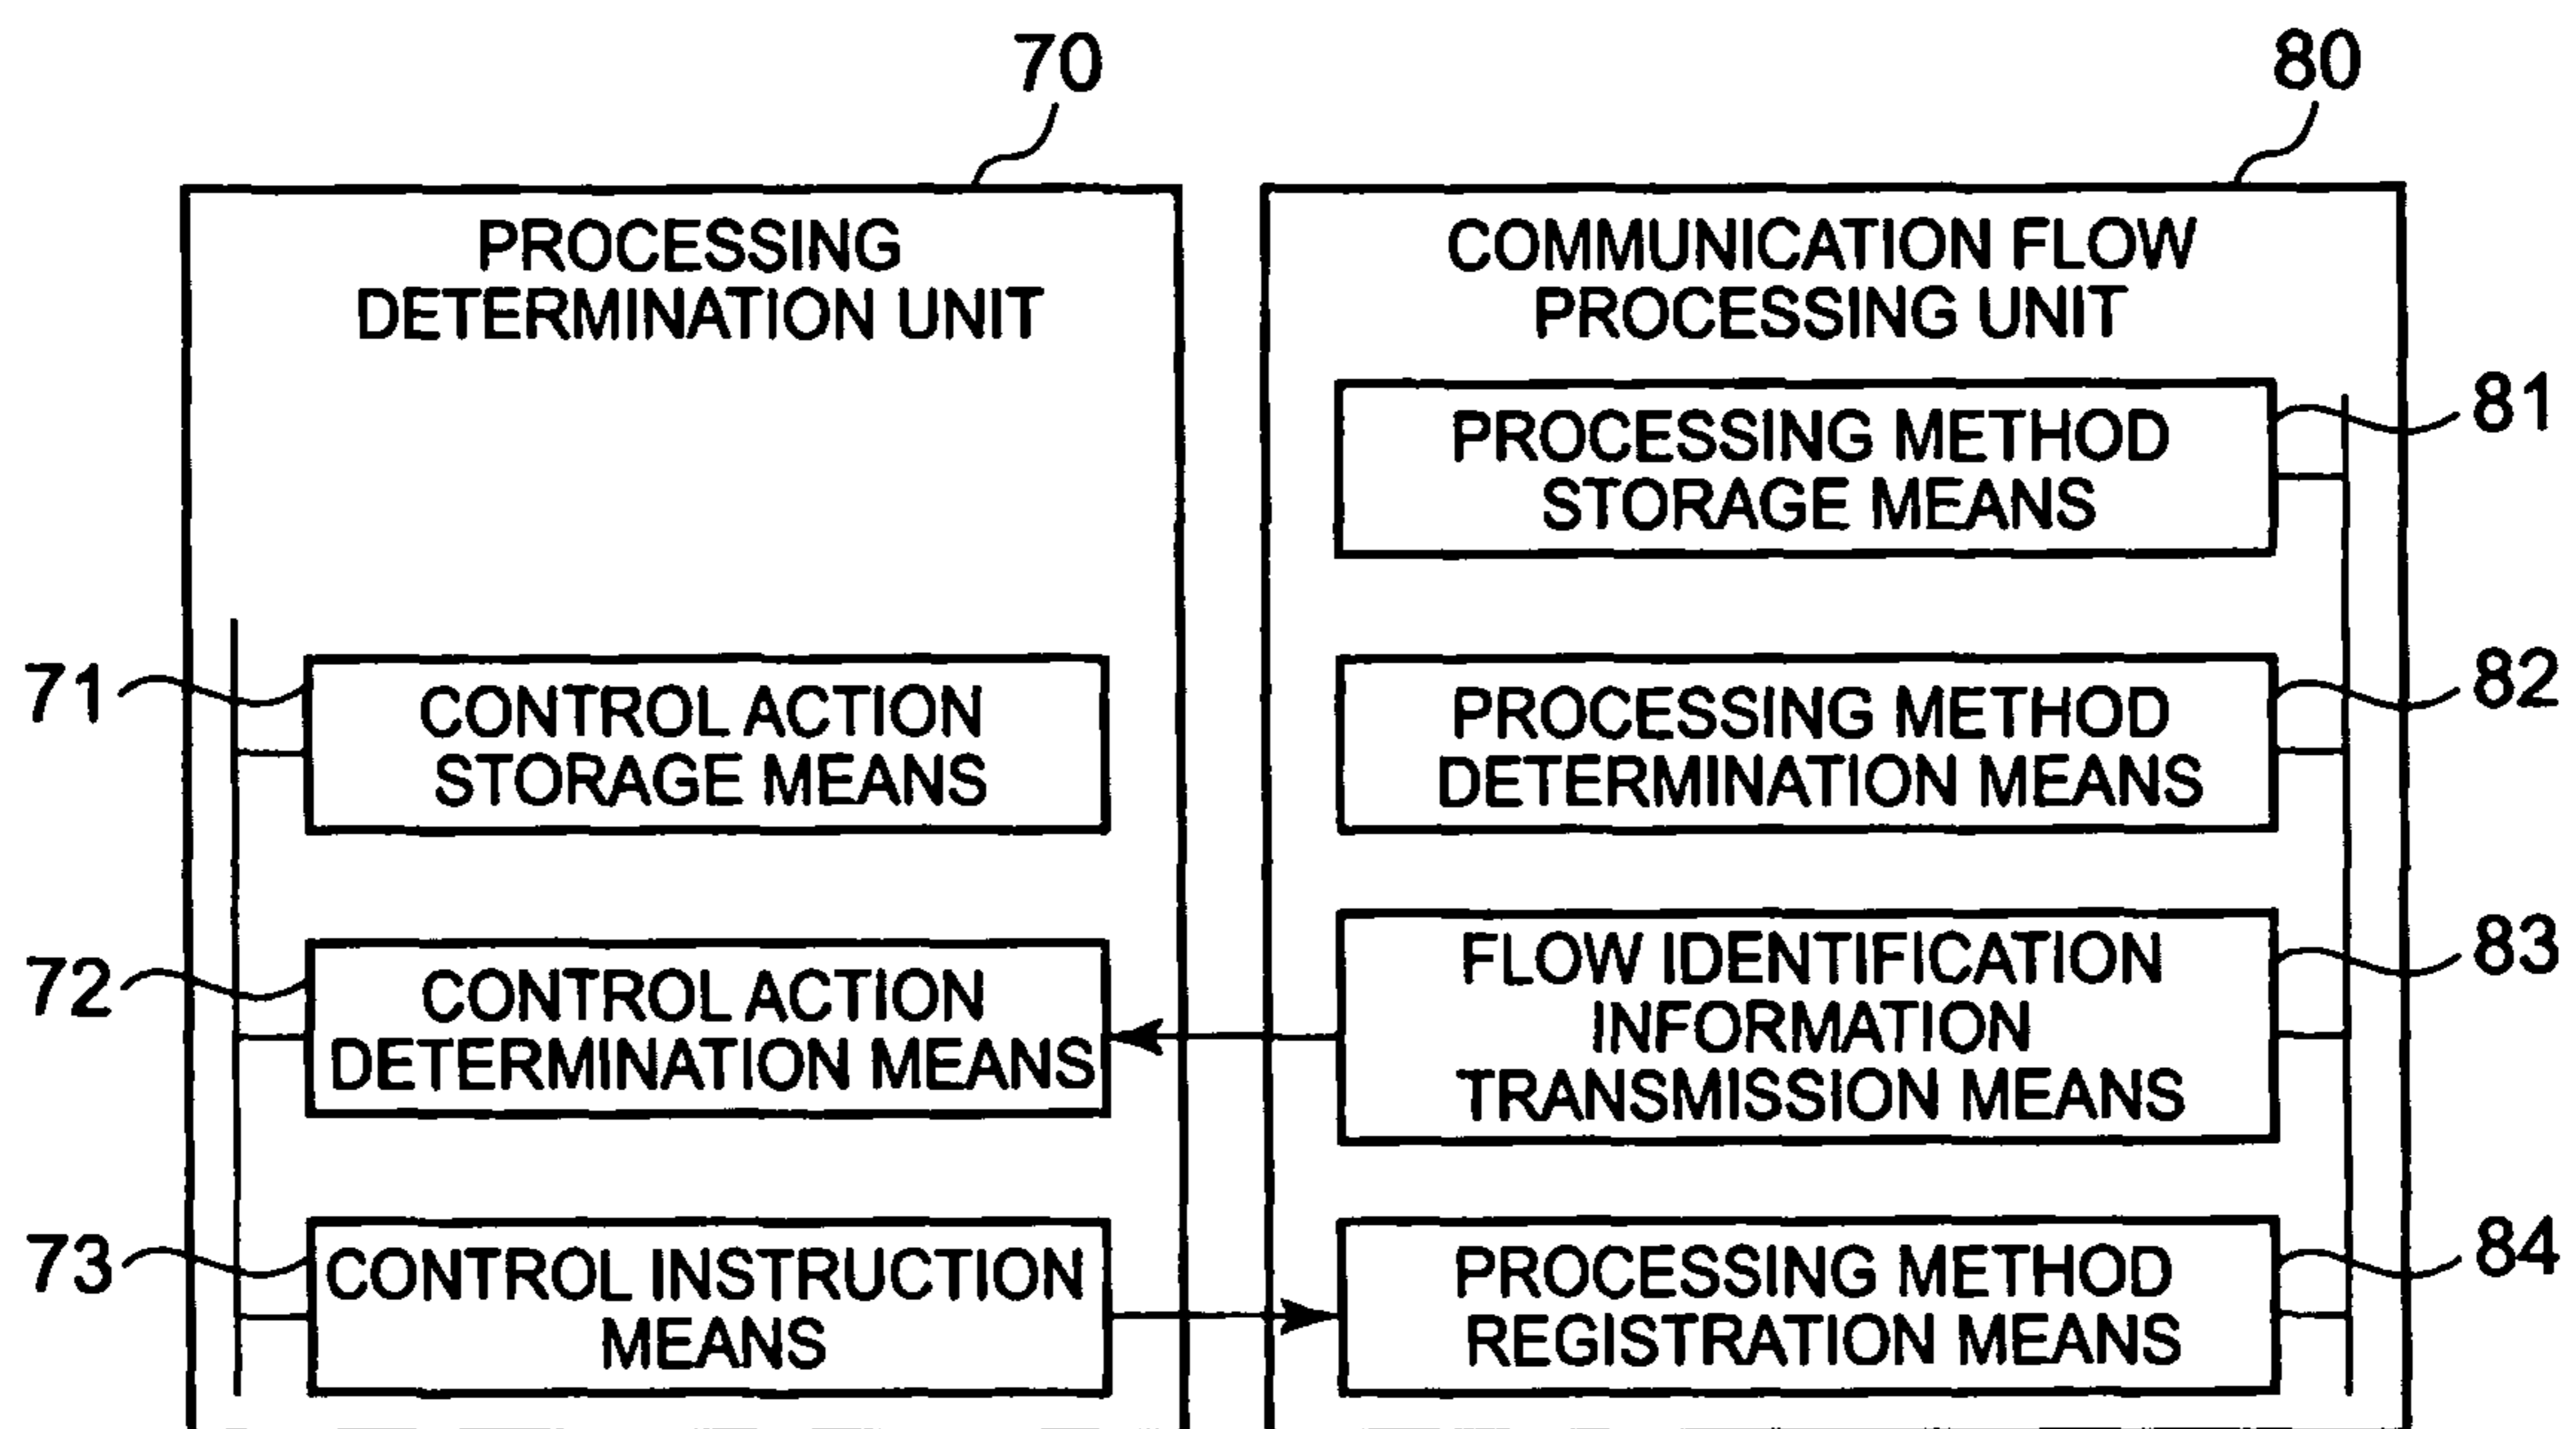 70
80
PROCESSING
DETERMINATION UNIT
71
CONTROL ACTION
STORAGE MEANS
72
CONTROL ACTION
DETERMINATION MEANS
73
CONTROL INSTRUCTION
MEANS
COMMUNICATION FLOW
PROCESSING UNIT
PROCESSING METHOD
STORAGE MEANS
81
PROCESSING METHOD
DETERMINATION MEANS
82
FLOW IDENTIFICATION
INFORMATION
TRANSMISSION MEANS
83
PROCESSING METHOD
REGISTRATION MEANS
84